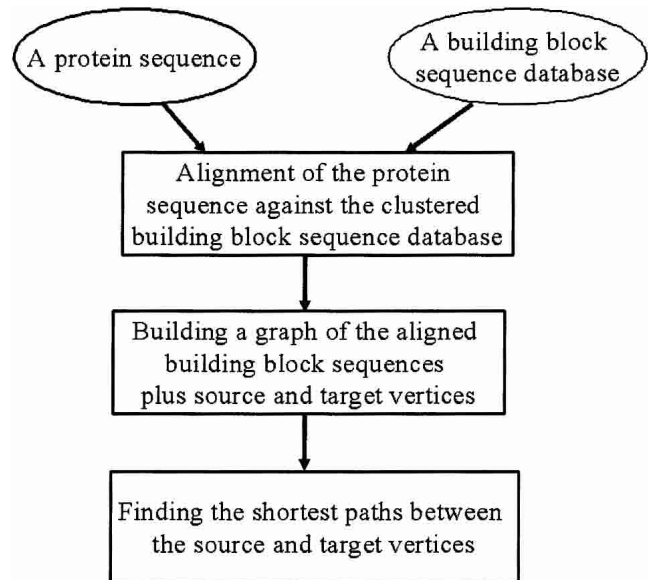 A protein sequence
A building block
sequence database
Alignment of the protein
sequence against the clustered
building block sequence database
Building a graph of the aligned
building block sequences
plus source and target vertices
Finding the shortest paths between
the source and target vertices